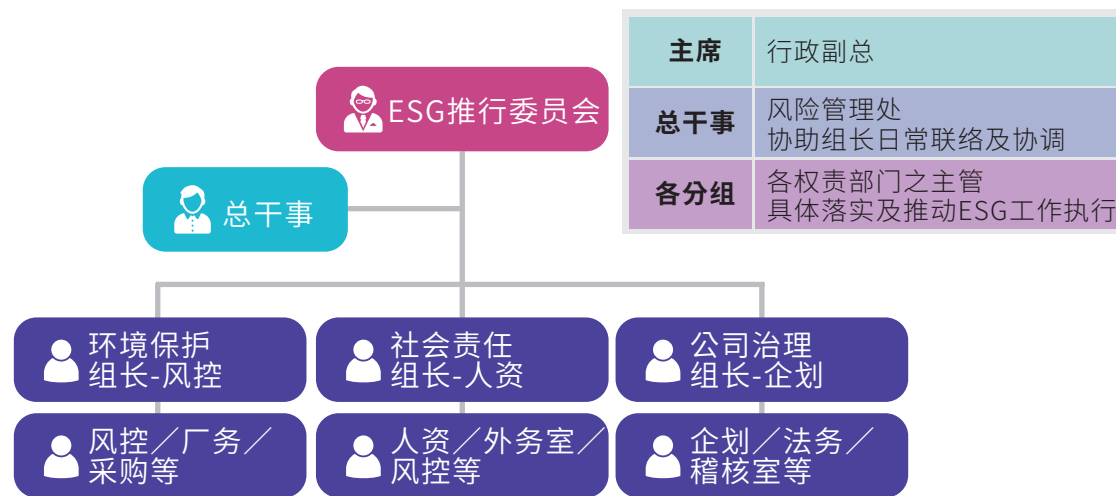 ESG推行委员会
总干事
主席
行政副总
总干事
风险管理处
协助组长日常联络及协调
各分组
各权责部门之主管
具体落实及推动ESG工作执行
环境保护
组长-风控
社会责任
组长-人资
公司治理
组长-企划
风控／厂务／
采购等
人资／外务室／
风控等
企划／法务／
稽核室等